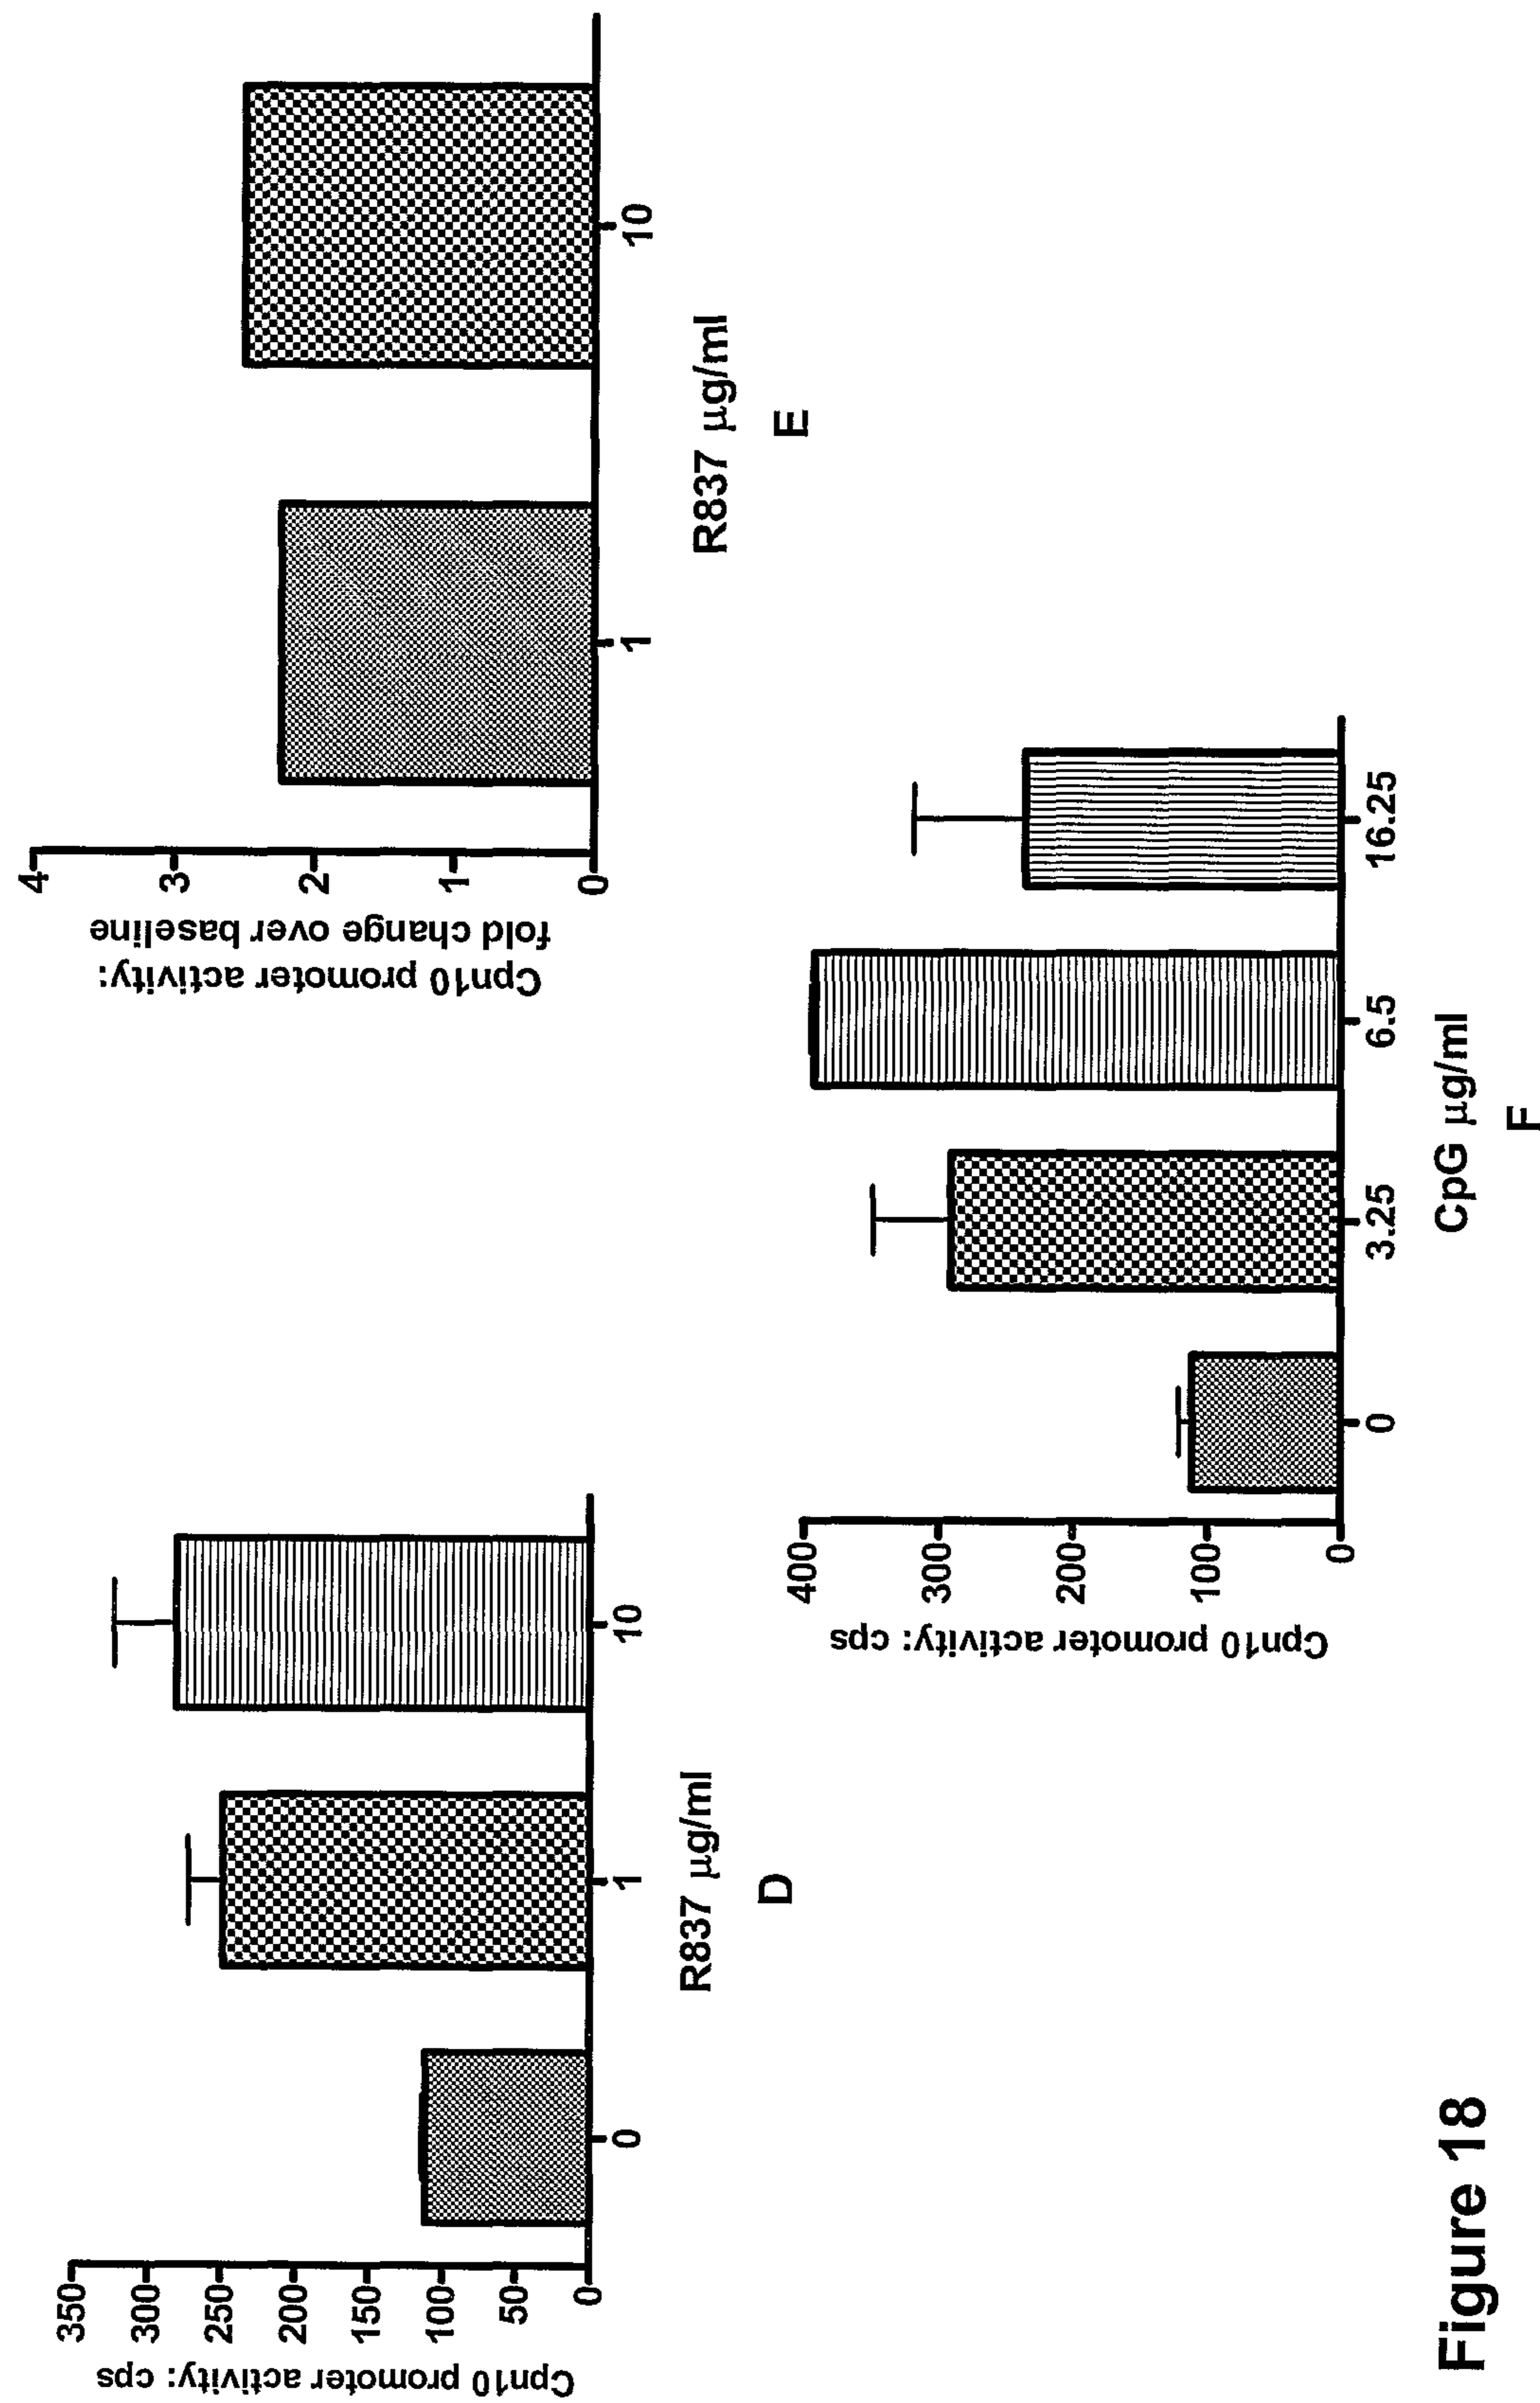 Cpn10 promoter activity: cps
350
300
250
200
150
100
50
0
0
1
10
R837 µg/ml
D
Cpn10 promoter activity:
fold change over baseline
4
3
2
1
0
1
10
R837 µg/ml
E
Cpn10 promoter activity: cps
400
300
200
100
0
0
3.25
6.5
16.25
CpG µg/ml
F
Figure 18